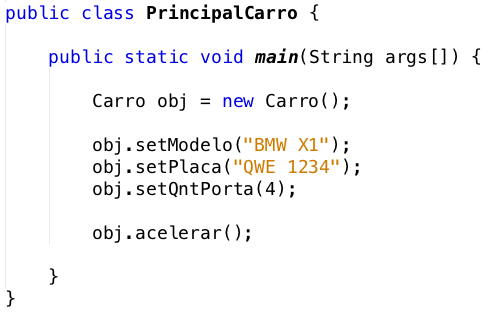 public class PrincipalCarro {
public static void main(String args[]) {
Carro obj = new Carro();
obj.setModelo("BMW X1");
obj.setPlaca("QWE 1234");
obj.setQntPorta(4);
obj.acelerar();
}
}